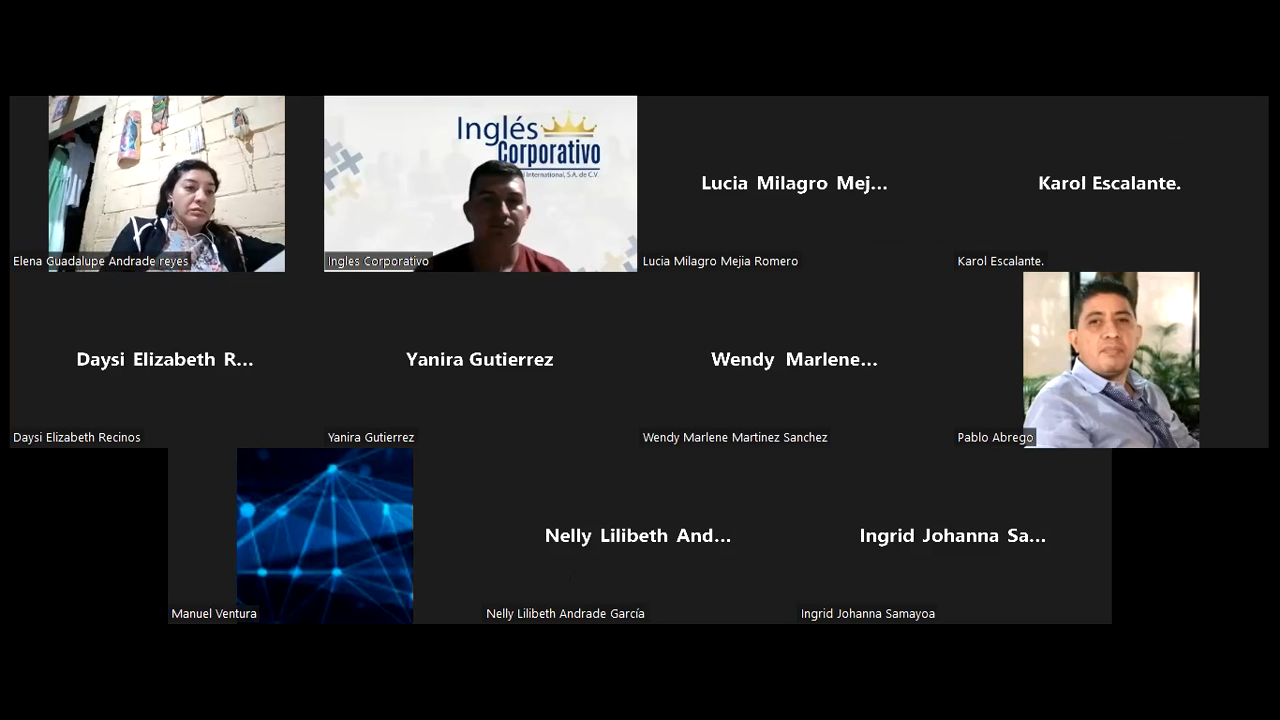 Inglés
Corporativo
International, S.A. de C.V.
Lucia Milagro Mej...
Karol Escalante.
Elena Guadalupe Andrade reyes
Ingles Corporativo
Lucia Milagro Mejia Romero
Karol Escalante.
Daysi Elizabeth R...
Yanira Gutierrez
Wendy Marlene...
Daysi Elizabeth Recinos
Yanira Gutierrez
Wendy Marlene Martinez Sanchez
Pablo Abrego
Nelly Lilibeth And...
Ingrid Johanna Sa...
Manuel Ventura
Nelly Lilibeth Andrade García
Ingrid Johanna Samayoa